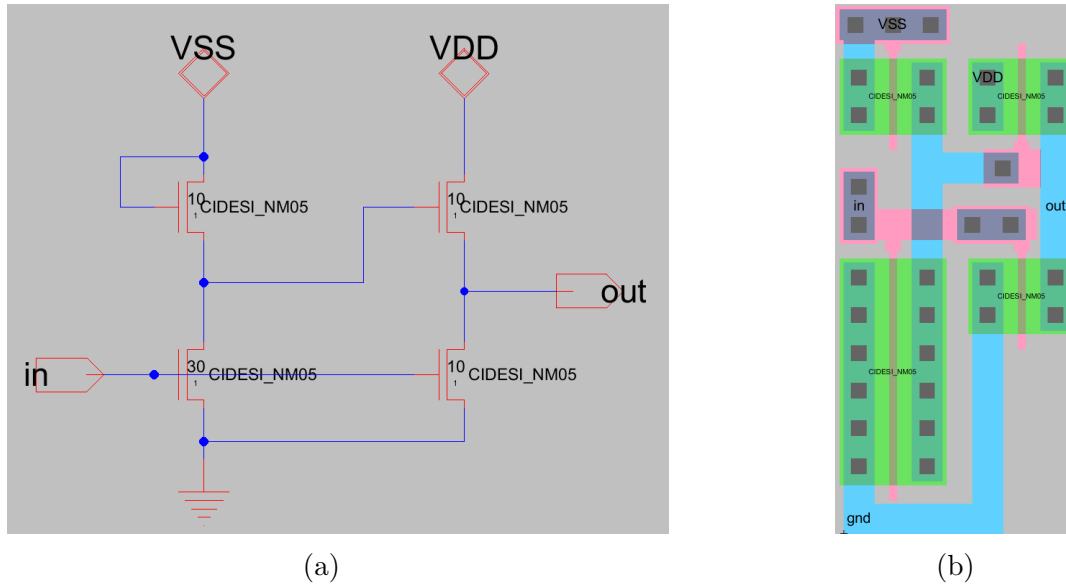 VSS
VDD
10
1
CIDESI_NM05
10
1
CIDESI_NM05
out
in
30
1
CIDESI_NM05
10
1
CIDESI_NM05
(a)
VSS
CIDESI_NM05
VDD
CIDESI_NM05
in
out
CIDESI_NM05
CIDESI_NM05
gnd
(b)